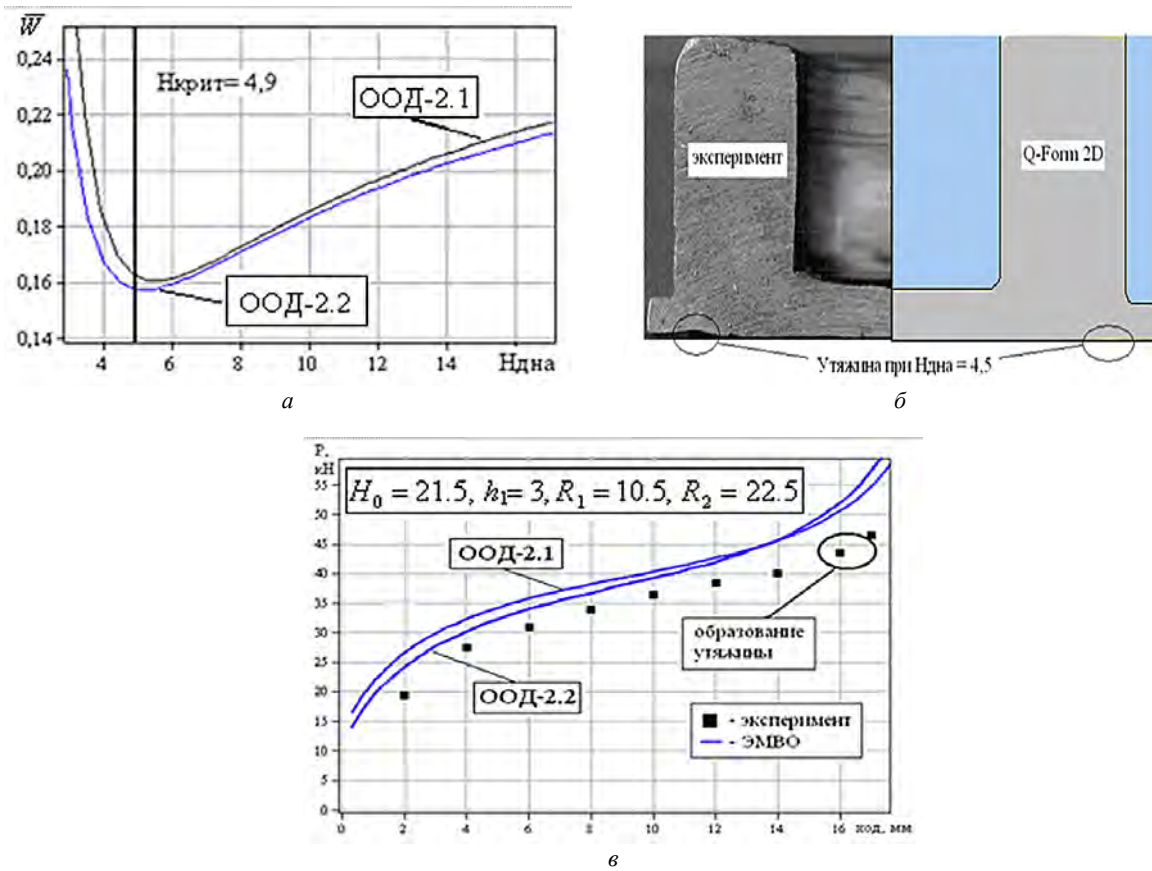 W̅
0,24
0,22
0,20
0,18
0,16
0,14
Нкрит= 4,9
ООД-2.1
ООД-2.2
4 6 8 10 12 14 Ндна
а
эксперимент
Q-Form 2D
Утяжина при Ндна = 4,5
б
P,
кН
55
50
45
40
35
30
25
20
15
10
5
0
H₀ = 21.5, h₁= 3, R₁ = 10.5, R₂ = 22.5
ООД-2.1
ООД-2.2
образование
утяжины
■ - эксперимент
— - ЭМВО
0 2 4 6 8 10 12 14 16 ход, мм
в